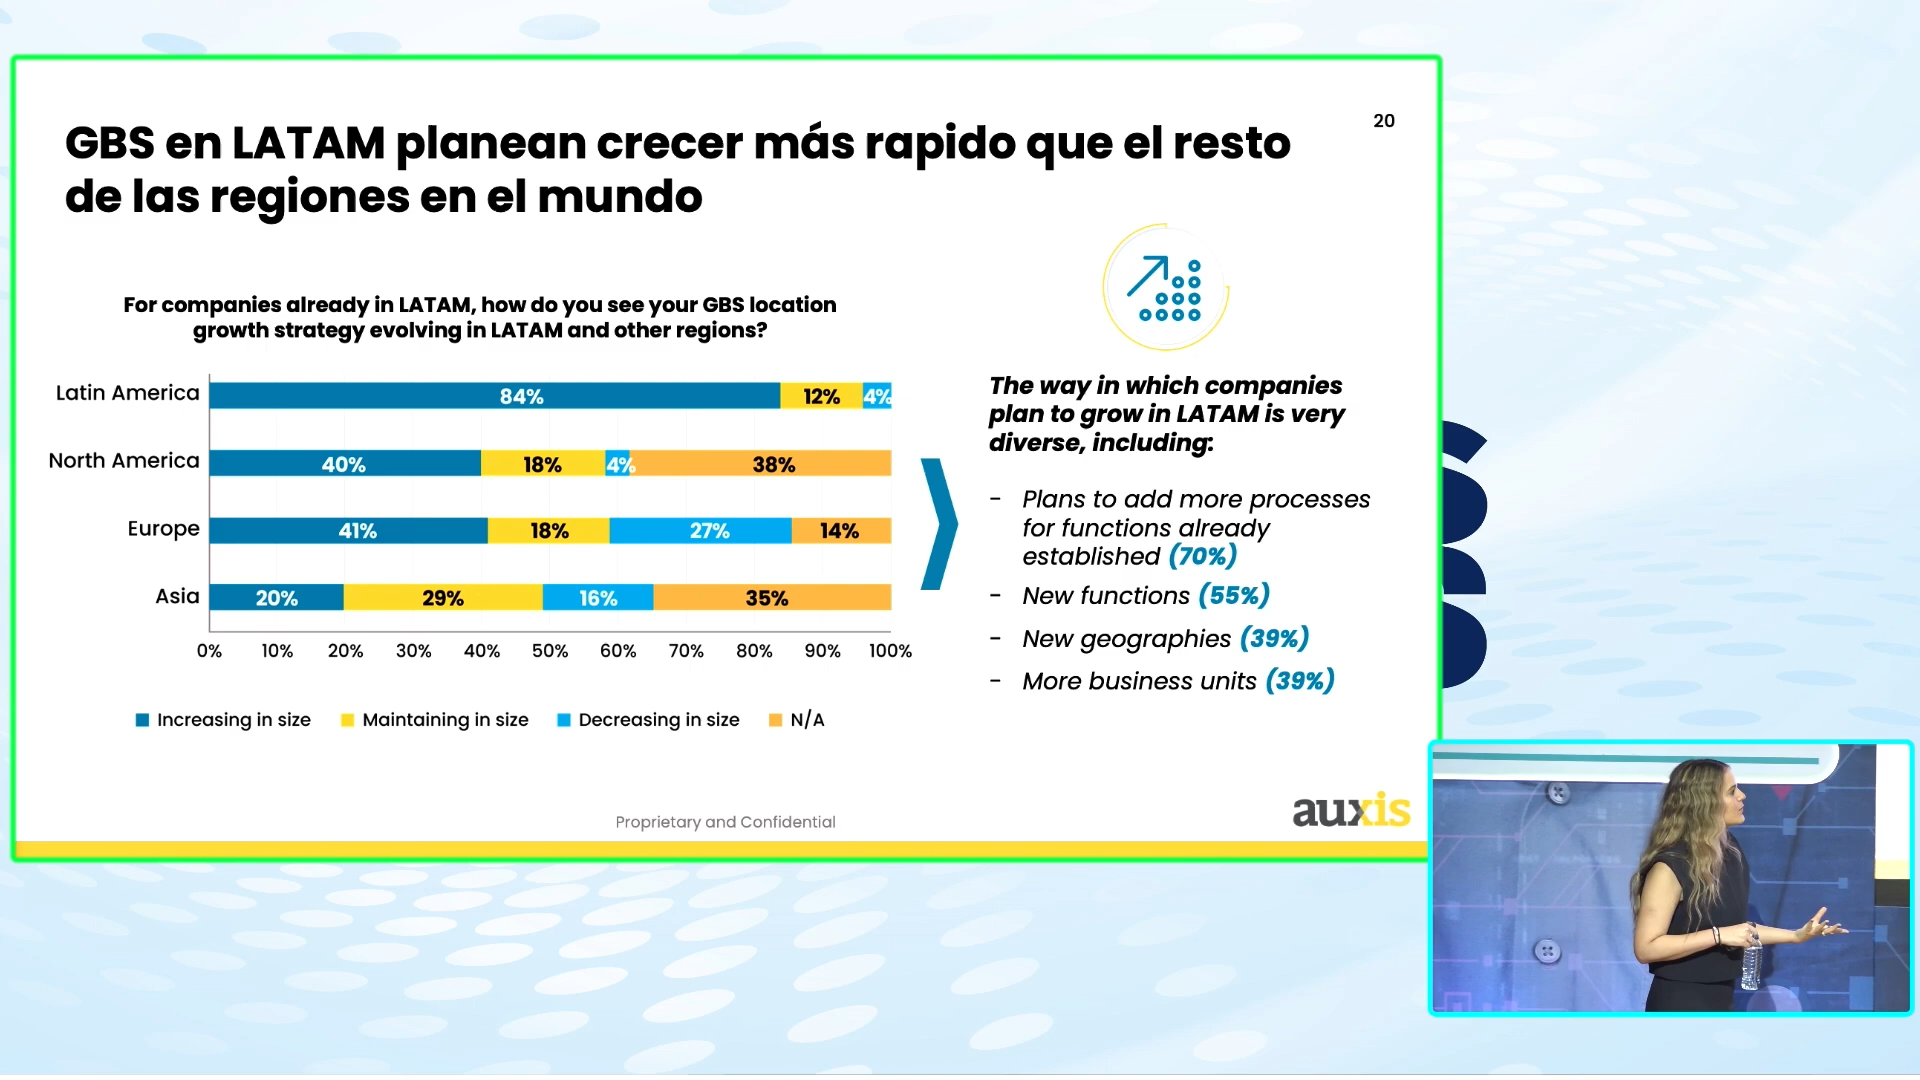 20
GBS en LATAM planean crecer más rapido que el resto
de las regiones en el mundo
For companies already in LATAM, how do you see your GBS location
growth strategy evolving in LATAM and other regions?
Latin America 84% 12% 4%
North America 40% 18% 4% 38%
Europe 41% 18% 27% 14%
Asia 20% 29% 16% 35%
0% 10% 20% 30% 40% 50% 60% 70% 80% 90% 100%
Increasing in size Maintaining in size Decreasing in size N/A
The way in which companies
plan to grow in LATAM is very
diverse, including:
- Plans to add more processes
for functions already
established (70%)
- New functions (55%)
- New geographies (39%)
- More business units (39%)
Proprietary and Confidential
auxis